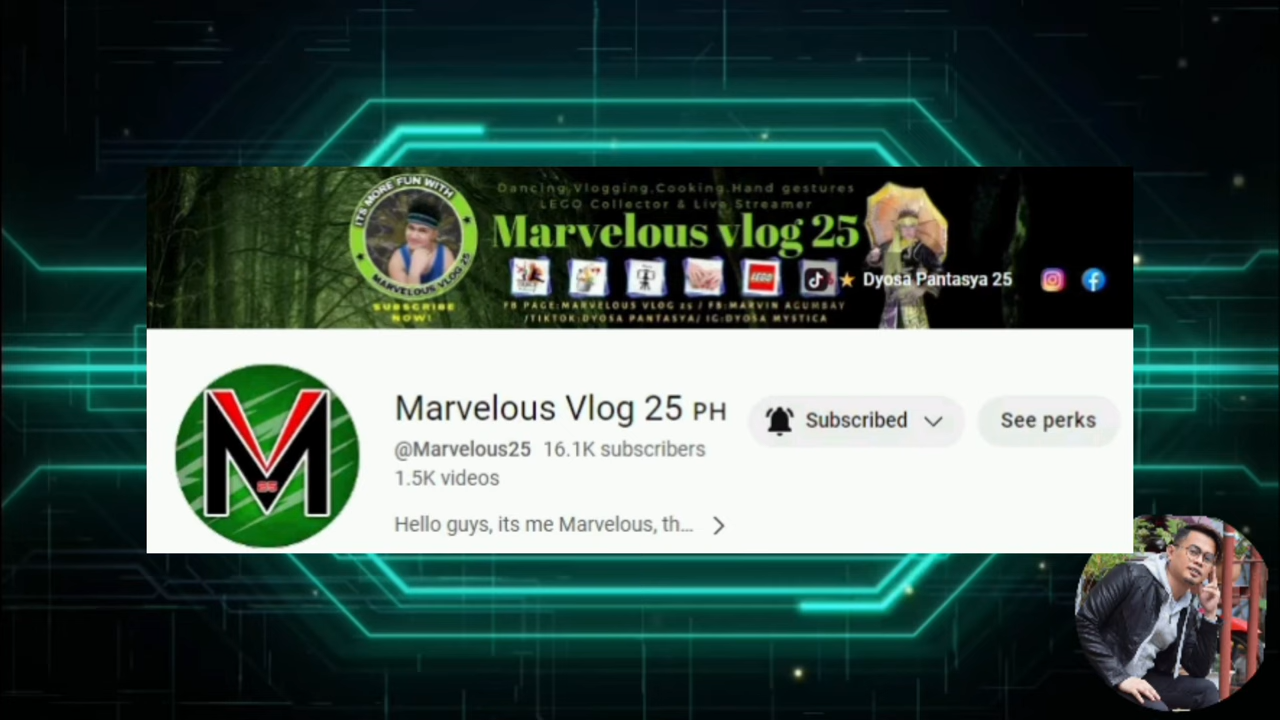 Dancing,Vlogging,Cooking,Hand gestures
LEGO Collector & Live Streamer
ITS MORE FUN WITH
Marvelous vlog 25
MARVELOUS VLOG 25
LEGO
Dyosa Pantasya 25
SUBSCRIBE
NOW!
FB PAGE:MARVELOUS VLOG 25 / FB:MARVIN AGUMBAY
/TIKTOK:DYOSA PANTASYA/ IG:DYOSA MYSTICA
M
25
Marvelous Vlog 25 PH
Subscribed
See perks
@Marvelous25 16.1K subscribers
1.5K videos
Hello guys, its me Marvelous, th...